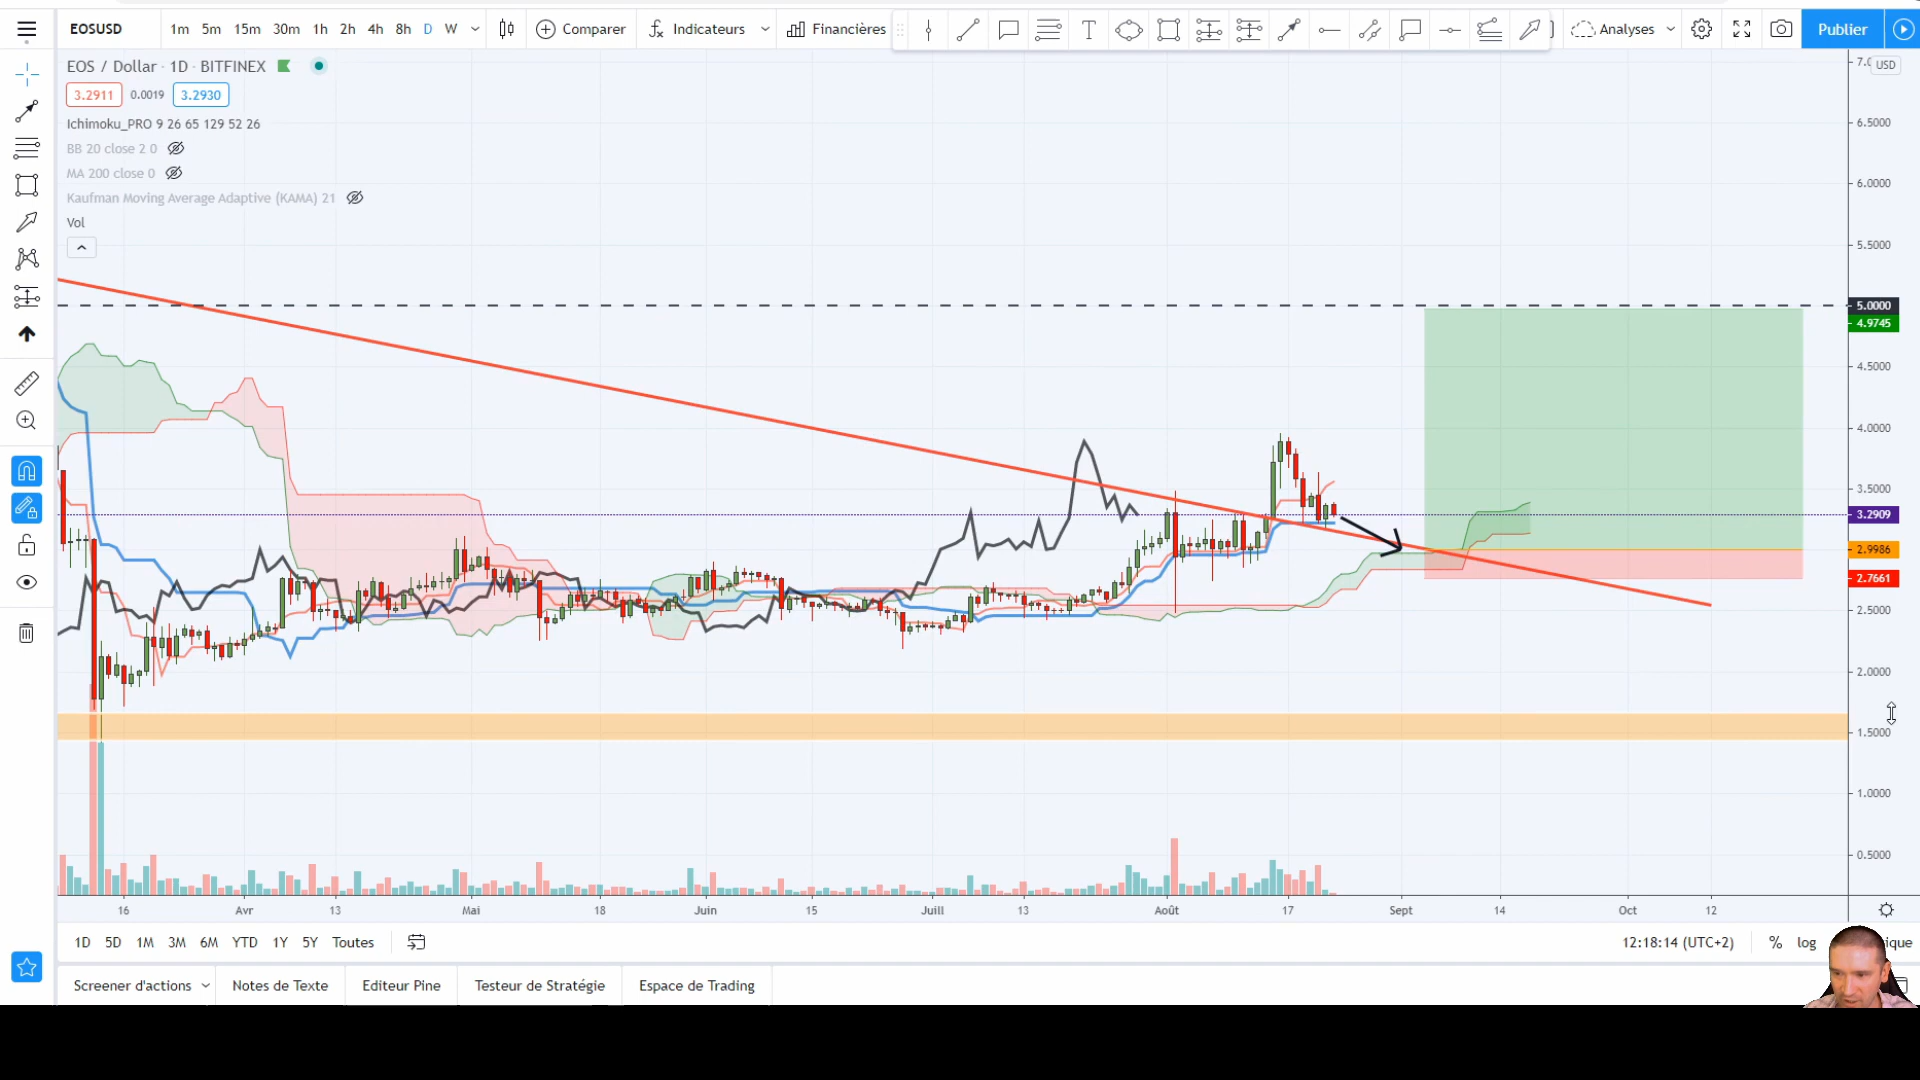 EOSUSD 1m 5m 15m 30m 1h 2h 4h 8h D W Comparer Indicateurs Financières Analyses Publier
EOS / Dollar · 1D · BITFINEX
3.2911 0.0019 3.2930
Ichimoku_PRO 9 26 65 129 52 26
BB 20 close 2 0
MA 200 close 0
Kaufman Moving Average Adaptive (KAMA) 21
Vol
USD
6.5000
6.0000
5.5000
5.0000
4.9745
4.5000
4.0000
3.5000
3.2909
2.9986
2.7661
2.5000
2.0000
1.5000
1.0000
0.5000
16 Avr 13 Mai 18 Juin 15 Juill 13 Août 17 Sept 14 Oct 12
1D 5D 1M 3M 6M YTD 1Y 5Y Toutes 12:18:14 (UTC+2) % log ique
Screener d'actions Notes de Texte Editeur Pine Testeur de Stratégie Espace de Trading